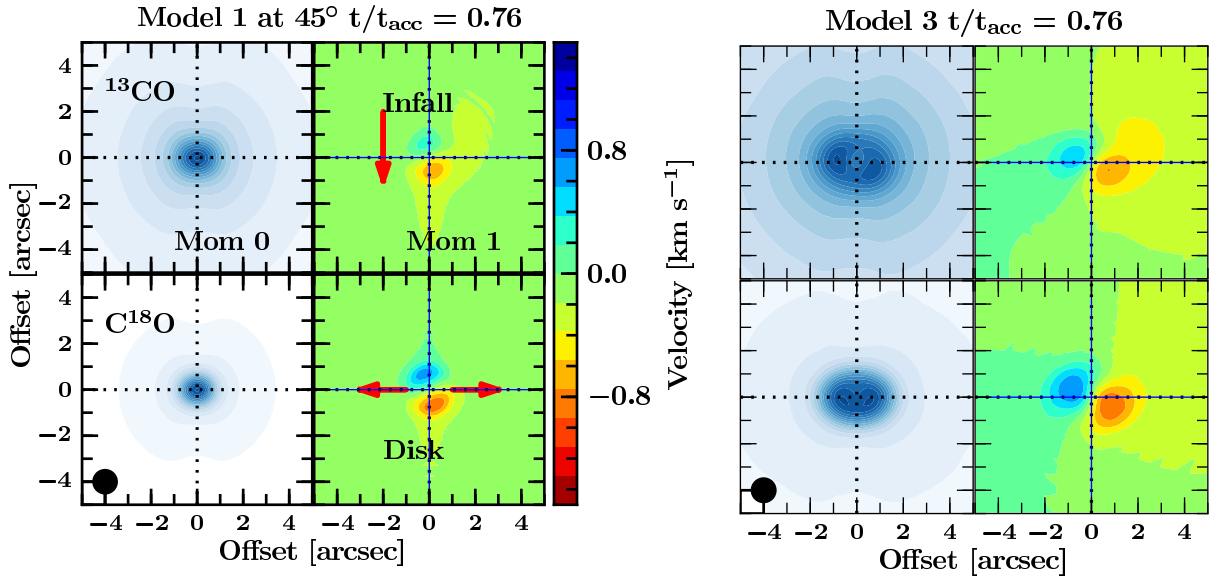 Model 1 at 45° t/t_acc = 0.76
Model 3 t/t_acc = 0.76
¹³CO
Mom 0
Infall
Mom 1
C¹⁸O
Disk
4
2
0
−2
−4
4
2
0
−2
−4
Offset [arcsec]
−4 −2 0 2 4
−4 −2 0 2 4
Offset [arcsec]
0.8
0.0
−0.8
Velocity [km s⁻¹]
−4 −2 0 2 4
−4 −2 0 2 4
Offset [arcsec]